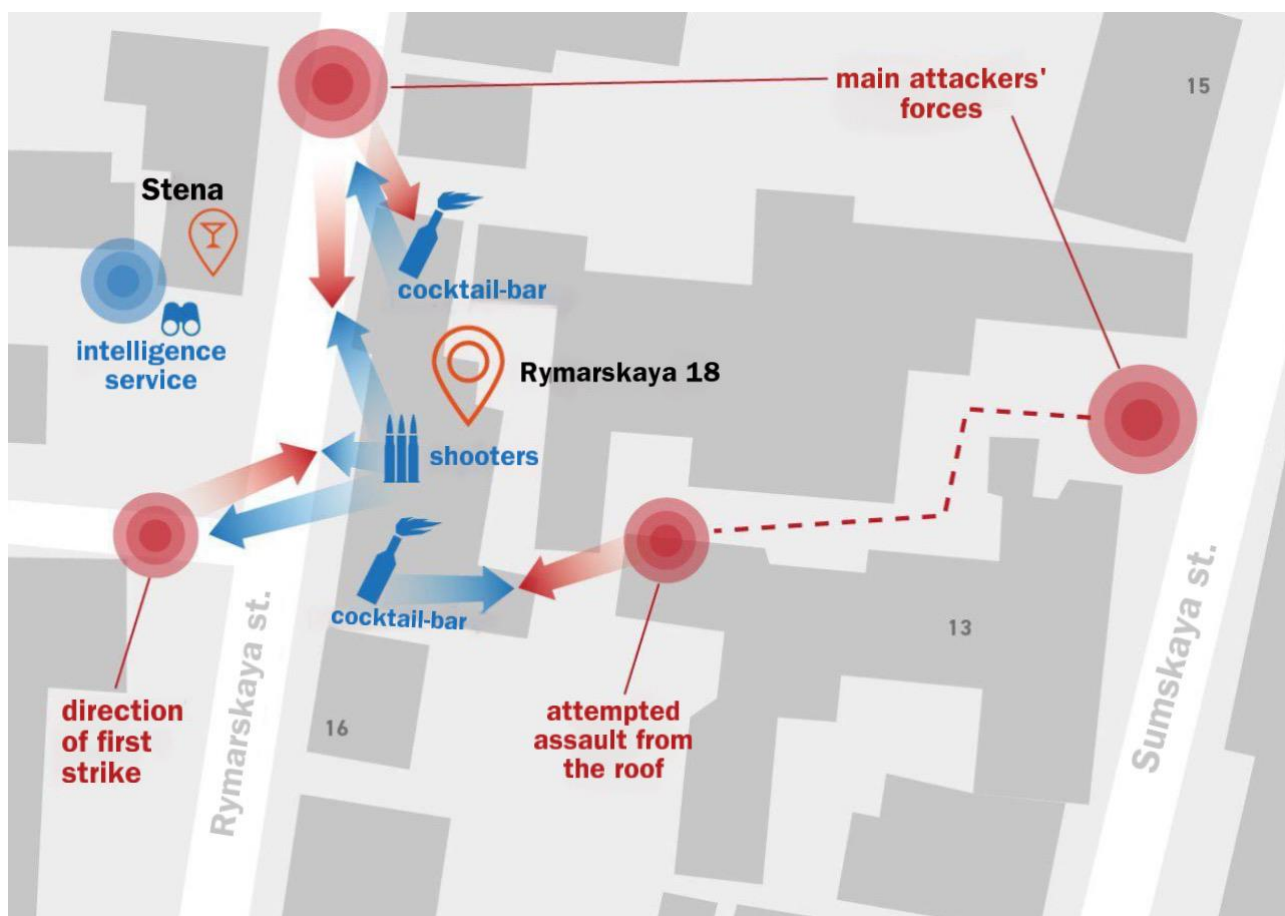 main attackers'
forces
15
Stena
cocktail-bar
intelligence
service
Rymarskaya 18
shooters
cocktail-bar
13
direction
of first
strike
16
attempted
assault from
the roof
Rymarskaya st.
Sumskaya st.